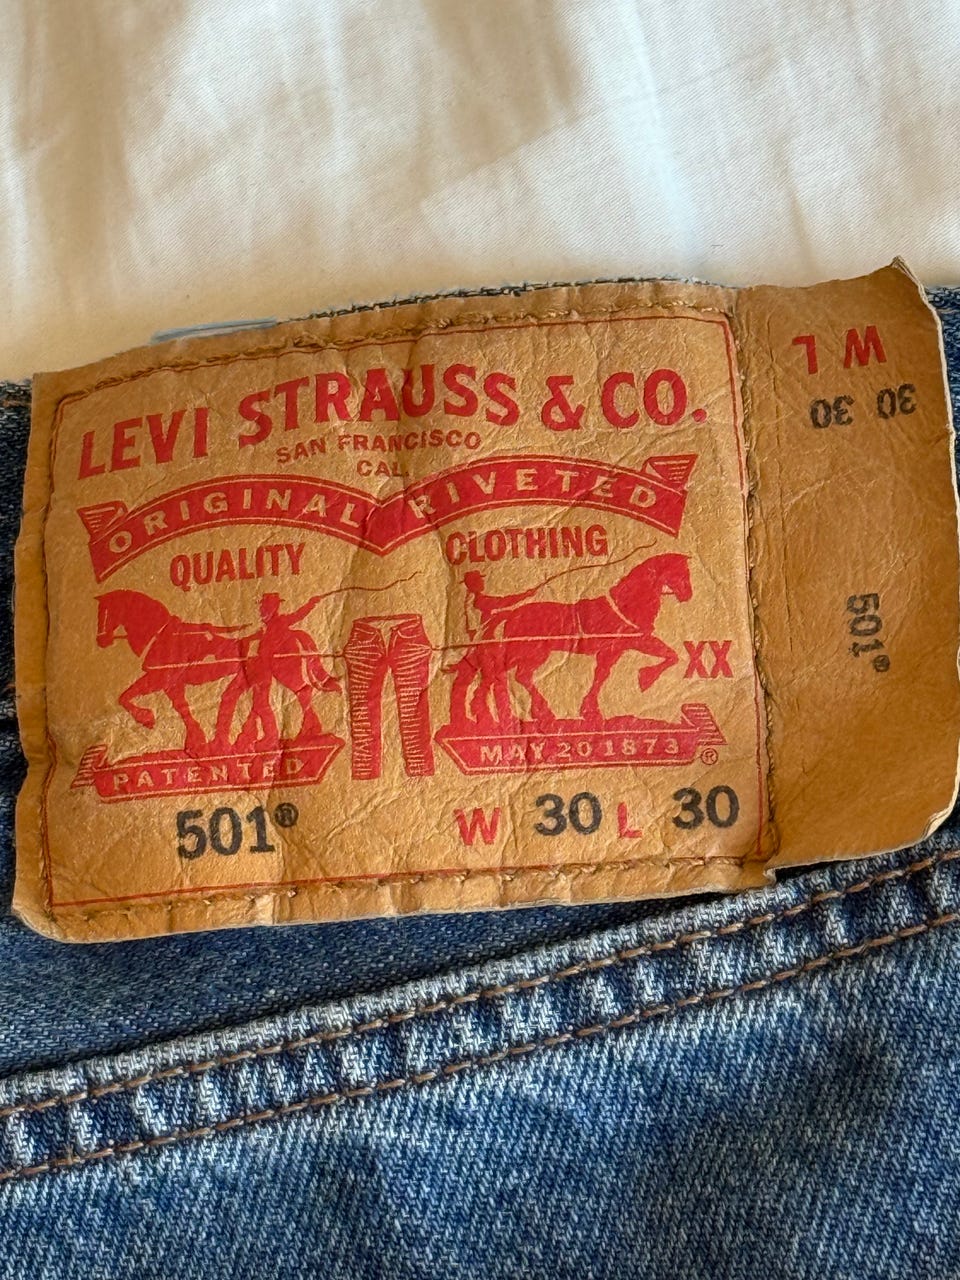 LEVI STRAUSS & CO.
SAN FRANCISCO
CAL.
ORIGINAL RIVETED
QUALITY CLOTHING
XX
PATENTED MAY 20 1873 ®
501® W 30 L 30
W L
30 30
501®